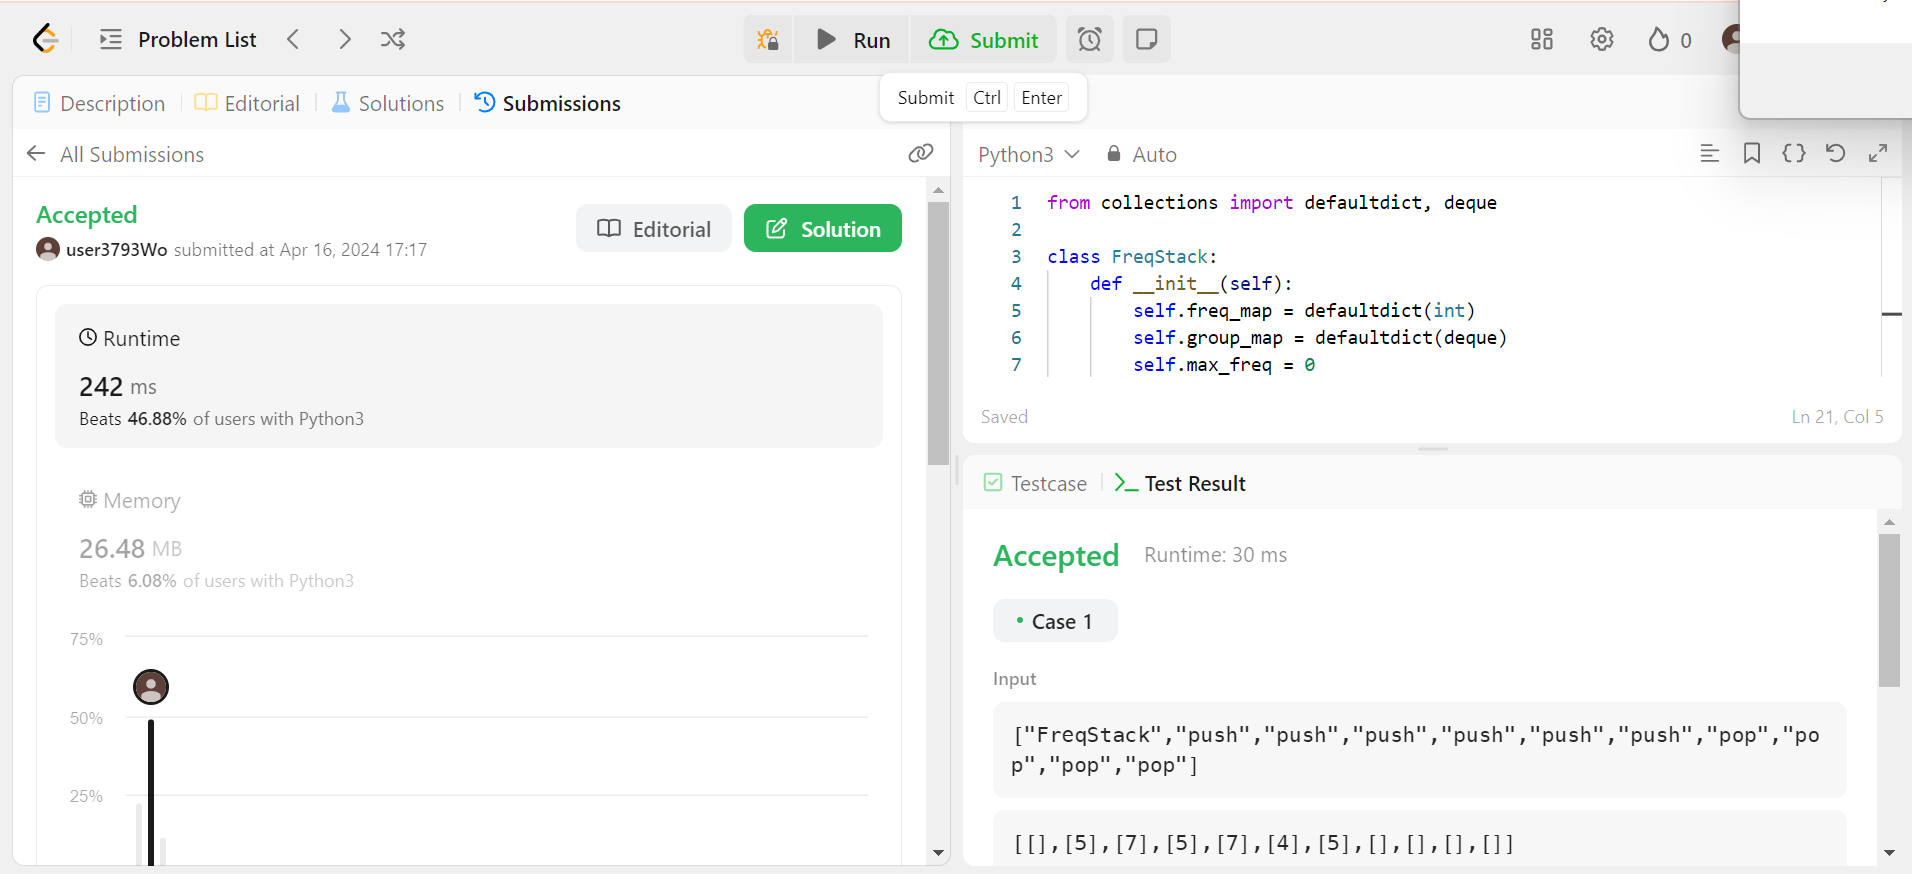 Problem List
Run
Submit
0
Submit Ctrl Enter
Description
Editorial
Solutions
Submissions
All Submissions
Accepted
user3793Wo submitted at Apr 16, 2024 17:17
Editorial
Solution
Runtime
242 ms
Beats 46.88% of users with Python3
Memory
26.48 MB
Beats 6.08% of users with Python3
75%
50%
25%
Python3
Auto
1 from collections import defaultdict, deque
2
3 class FreqStack:
4 def __init__(self):
5 self.freq_map = defaultdict(int)
6 self.group_map = defaultdict(deque)
7 self.max_freq = 0
Saved
Ln 21, Col 5
Testcase
Test Result
Accepted
Runtime: 30 ms
Case 1
Input
["FreqStack","push","push","push","push","push","push","pop","po
p","pop","pop"]
[[],[5],[7],[5],[7],[4],[5],[],[],[],[]]